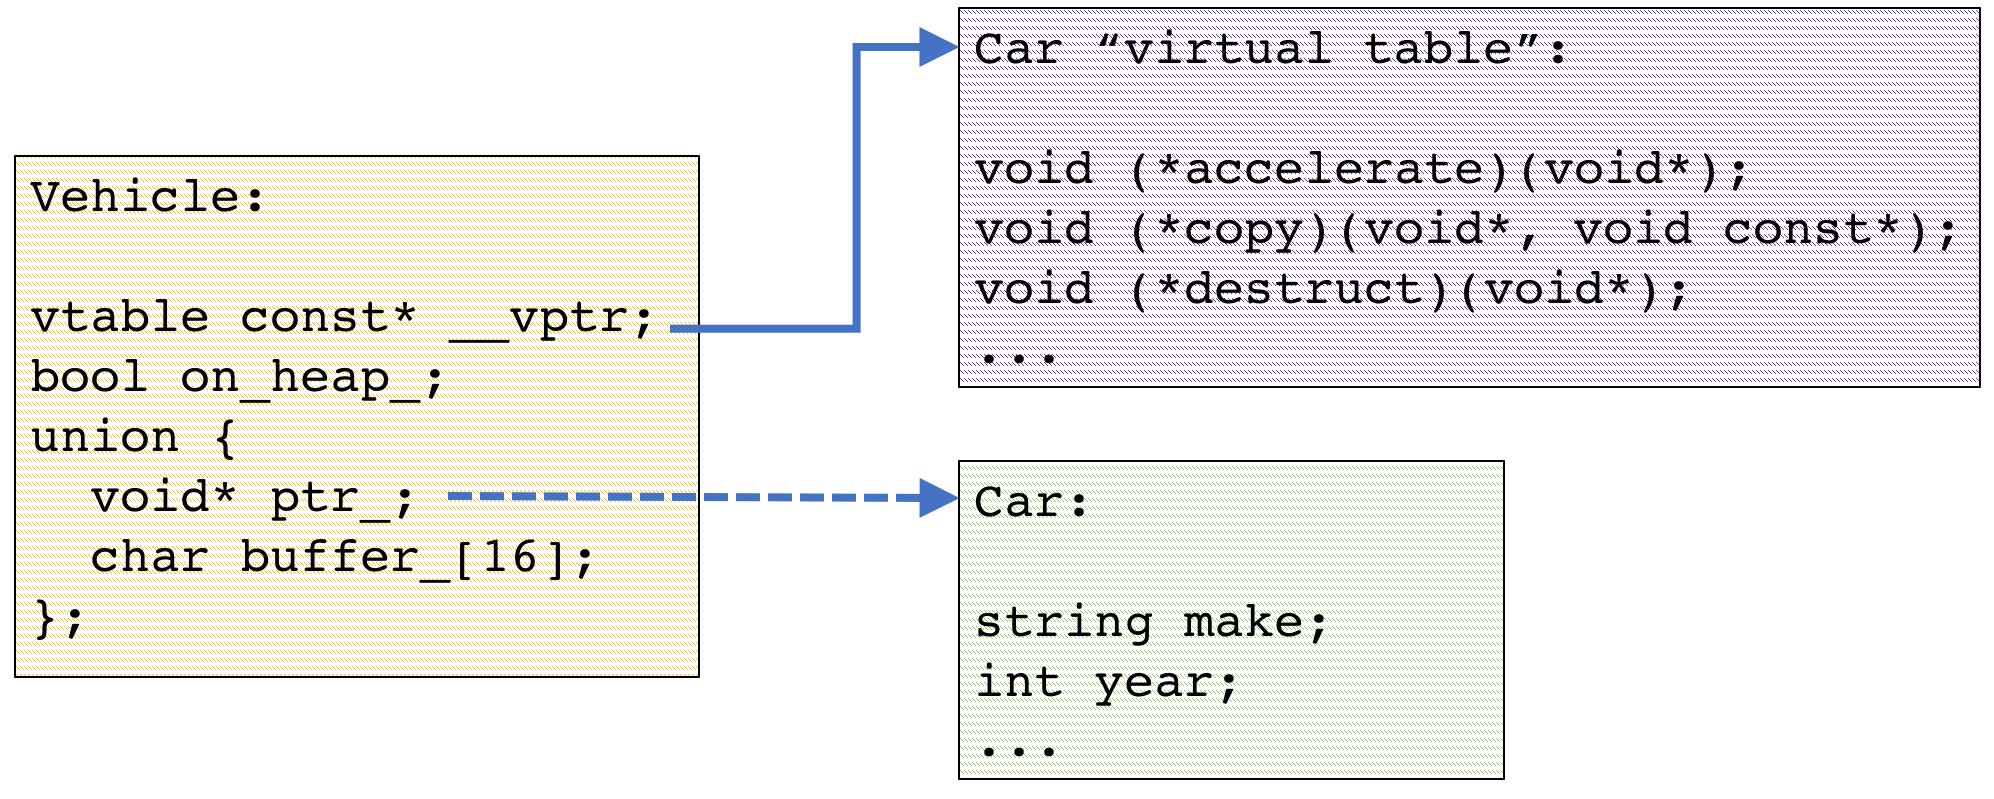 Vehicle:
vtable const* __vptr;
bool on_heap_;
union {
  void* ptr_;
  char buffer_[16];
};
Car “virtual table”:
void (*accelerate)(void*);
void (*copy)(void*, void const*);
void (*destruct)(void*);
...
Car:
string make;
int year;
...